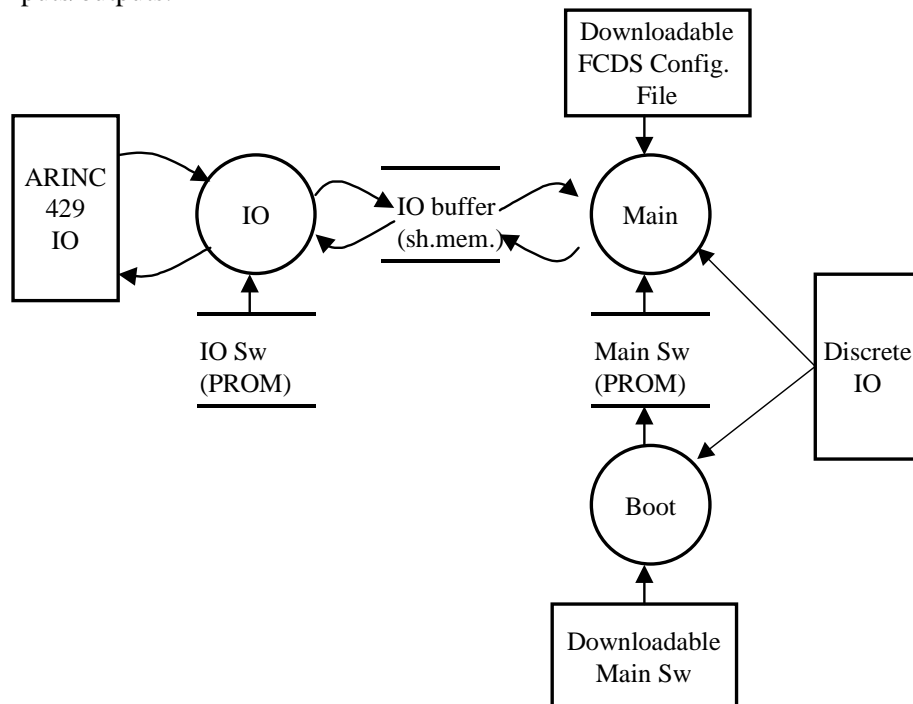 Downloadable
FCDS Config.
File
ARINC
429
IO
IO
IO buffer
(sh.mem.)
Main
IO Sw
(PROM)
Main Sw
(PROM)
Discrete
IO
Boot
Downloadable
Main Sw